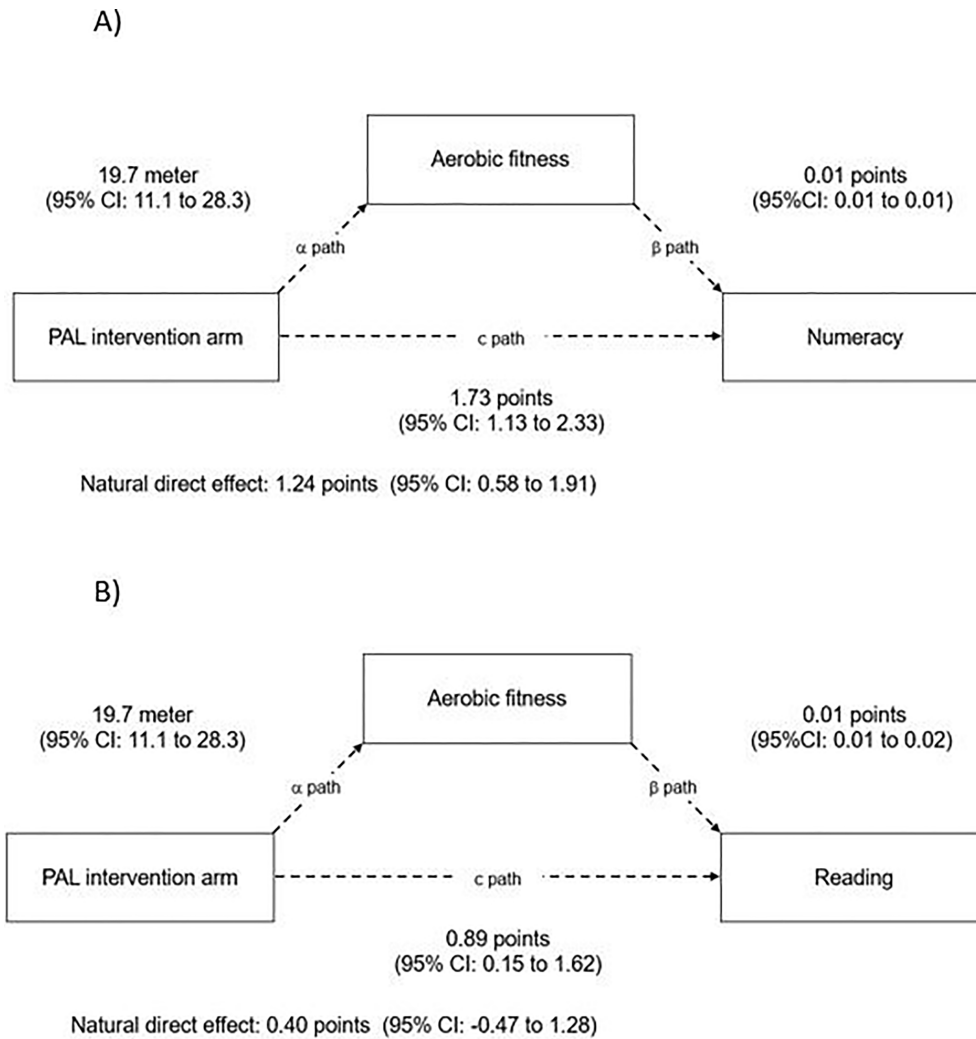 A)
Aerobic fitness
19.7 meter
(95% CI: 11.1 to 28.3)
0.01 points
(95%CI: 0.01 to 0.01)
α path
β path
PAL intervention arm
c path
Numeracy
1.73 points
(95% CI: 1.13 to 2.33)
Natural direct effect: 1.24 points (95% CI: 0.58 to 1.91)
B)
Aerobic fitness
19.7 meter
(95% CI: 11.1 to 28.3)
0.01 points
(95%CI: 0.01 to 0.02)
α path
β path
PAL intervention arm
c path
Reading
0.89 points
(95% CI: 0.15 to 1.62)
Natural direct effect: 0.40 points (95% CI: -0.47 to 1.28)